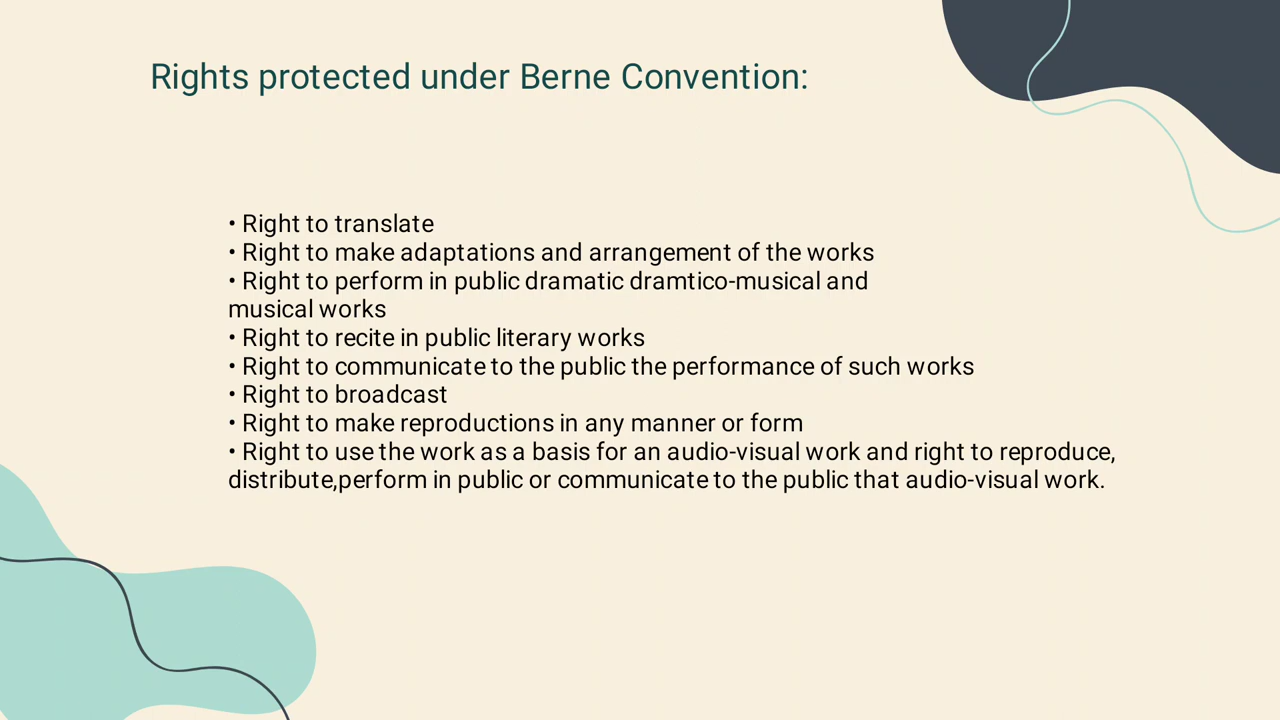 Rights protected under Berne Convention:
• Right to translate
• Right to make adaptations and arrangement of the works
• Right to perform in public dramatic dramtico-musical and
musical works
• Right to recite in public literary works
• Right to communicate to the public the performance of such works
• Right to broadcast
• Right to make reproductions in any manner or form
• Right to use the work as a basis for an audio-visual work and right to reproduce,
distribute,perform in public or communicate to the public that audio-visual work.